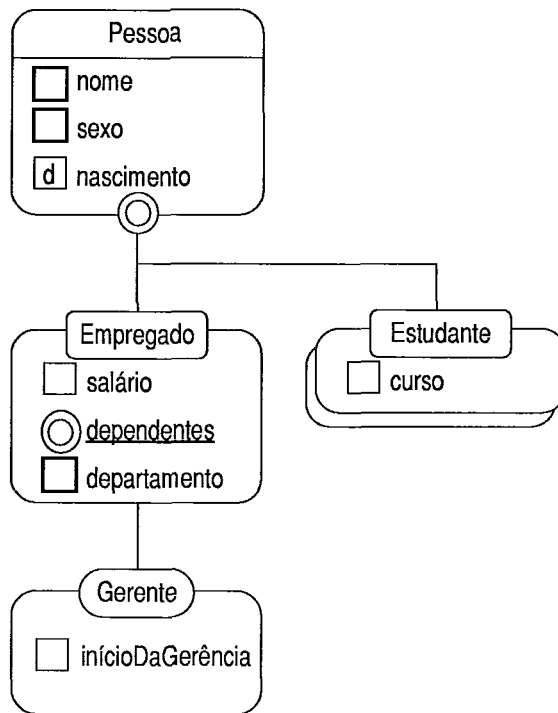 Pessoa
nome
sexo
d nascimento
Empregado
salário
dependentes
departamento
Estudante
curso
Gerente
inícioDaGerência